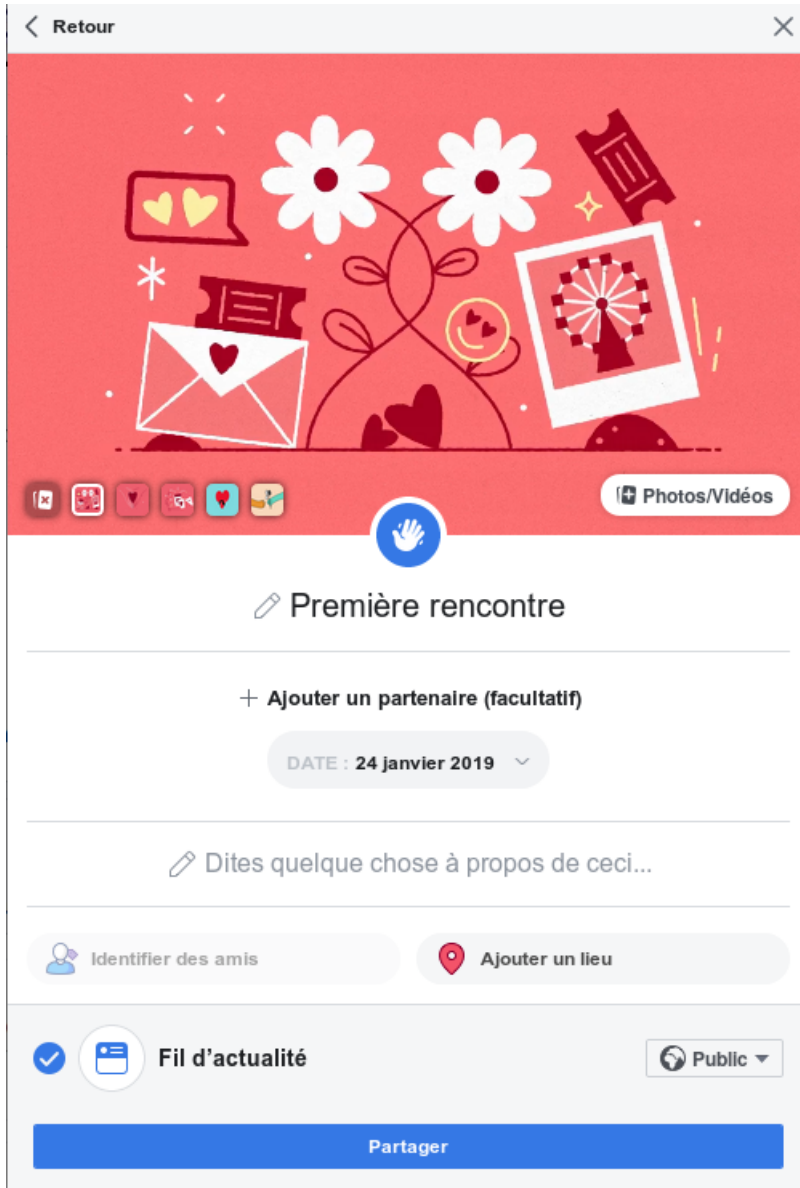 Retour
Photos/Vidéos
Première rencontre
Ajouter un partenaire (facultatif)
DATE : 24 janvier 2019
Dites quelque chose à propos de ceci...
Identifier des amis
Ajouter un lieu
Fil d’actualité
Public
Partager